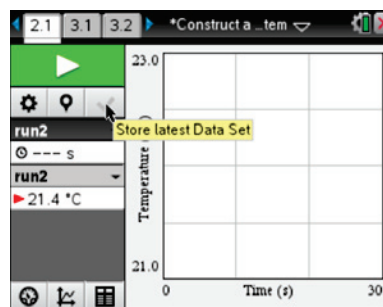 2.1 3.1 3.2 *Construct a ...tem
23.0
Store latest Data Set
run2
--- s
run2
21.4 °C
Temperature
21.0
0 Time (s) 30